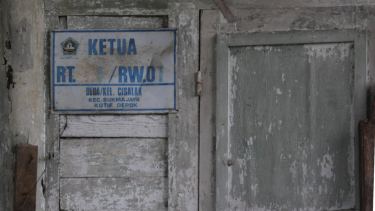 KETUA
RT. /RW.01
DESA/KEL. CISALAK
KEC. SUKMAJAYA
KOTIF DEPOK